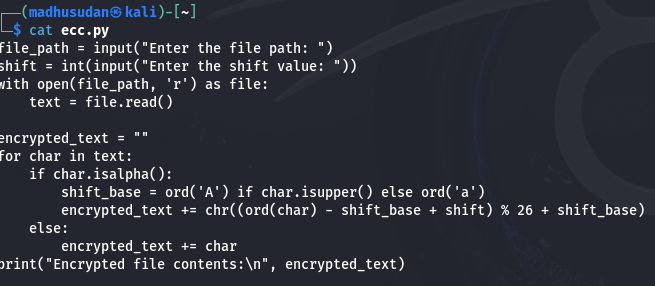 (madhusudan㉿kali)-[~]
$ cat ecc.py
file_path = input("Enter the file path: ")
shift = int(input("Enter the shift value: "))
with open(file_path, 'r') as file:
    text = file.read()

encrypted_text = ""
for char in text:
    if char.isalpha():
        shift_base = ord('A') if char.isupper() else ord('a')
        encrypted_text += chr((ord(char) - shift_base + shift) % 26 + shift_base)
    else:
        encrypted_text += char
print("Encrypted file contents:\n", encrypted_text)